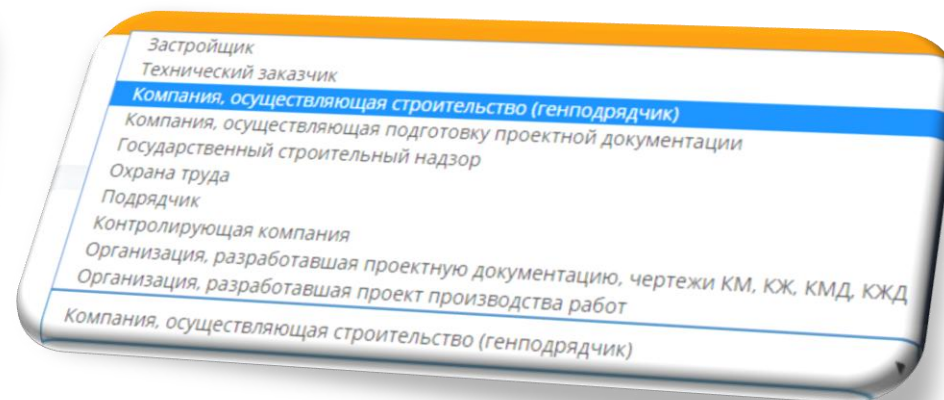 Застройщик
Технический заказчик
Компания, осуществляющая строительство (генподрядчик)
Компания, осуществляющая подготовку проектной документации
Государственный строительный надзор
Охрана труда
Подрядчик
Контролирующая компания
Организация, разработавшая проектную документацию, чертежи КМ, КЖ, КМД, КЖД
Организация, разработавшая проект производства работ
Компания, осуществляющая строительство (генподрядчик)